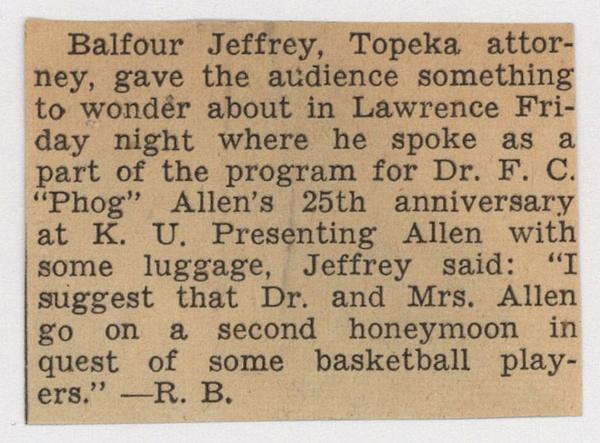 Balfour Jeffrey, Topeka attor-
ney, gave the audience something
to wonder about in Lawrence Fri-
day night where he spoke as a
part of the program for Dr. F. C.
"Phog" Allen's 25th anniversary
at K. U. Presenting Allen with
some luggage, Jeffrey said: "I
suggest that Dr. and Mrs. Allen
go on a second honeymoon in
quest of some basketball play-
ers." —R. B.